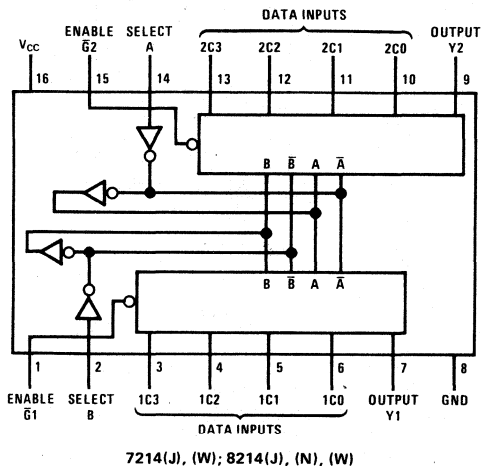 DATA INPUTS
ENABLE SELECT OUTPUT
VCC G̅2 A 2C3 2C2 2C1 2C0 Y2
16 15 14 13 12 11 10 9
B B̅ A A̅
B B̅ A A̅
1 2 3 4 5 6 7 8
ENABLE SELECT 1C3 1C2 1C1 1C0 OUTPUT GND
G̅1 B Y1
DATA INPUTS
7214(J), (W); 8214(J), (N), (W)